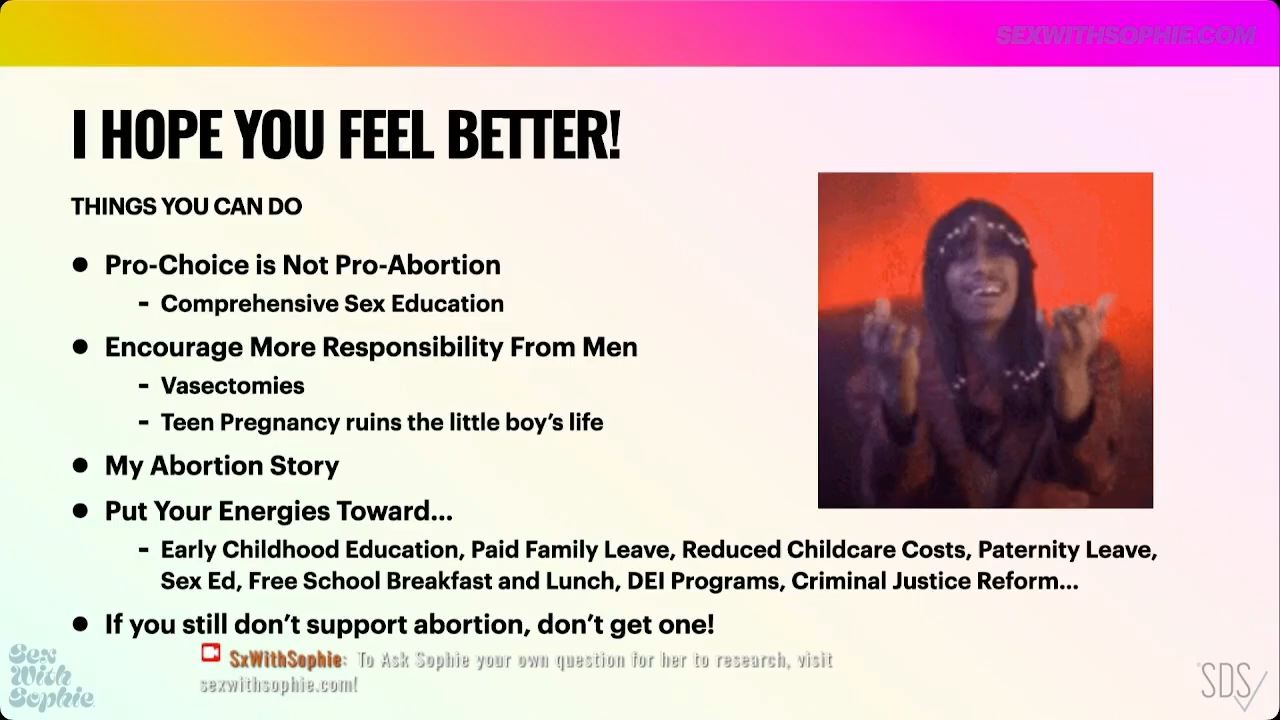 SEXWITHSOPHIE.COM
I HOPE YOU FEEL BETTER!
THINGS YOU CAN DO
● Pro-Choice is Not Pro-Abortion
- Comprehensive Sex Education
● Encourage More Responsibility From Men
- Vasectomies
- Teen Pregnancy ruins the little boy's life
● My Abortion Story
● Put Your Energies Toward...
- Early Childhood Education, Paid Family Leave, Reduced Childcare Costs, Paternity Leave,
Sex Ed, Free School Breakfast and Lunch, DEI Programs, Criminal Justice Reform...
● If you still don't support abortion, don't get one!
SxWithSophie: To Ask Sophie your own question for her to research, visit
sexwithsophie.com!
Sex
With
Sophie
SDS